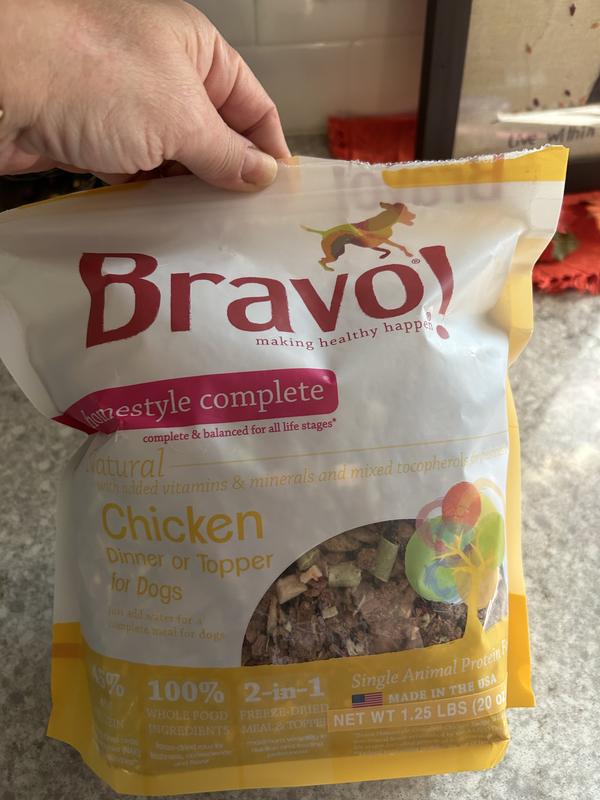 Live within
Bravo!®
making healthy happen
homestyle complete
complete & balanced for all life stages*
Natural
with added vitamins & minerals and mixed tocopherols
Chicken
Dinner or Topper
for Dogs
just add water for a
complete meal for dogs
100%
WHOLE FOOD
INGREDIENTS
2-in-1
FREEZE-DRIED
MEAL & TOPPER
Single Animal Protein
MADE IN THE USA
NET WT 1.25 LBS (20 oz